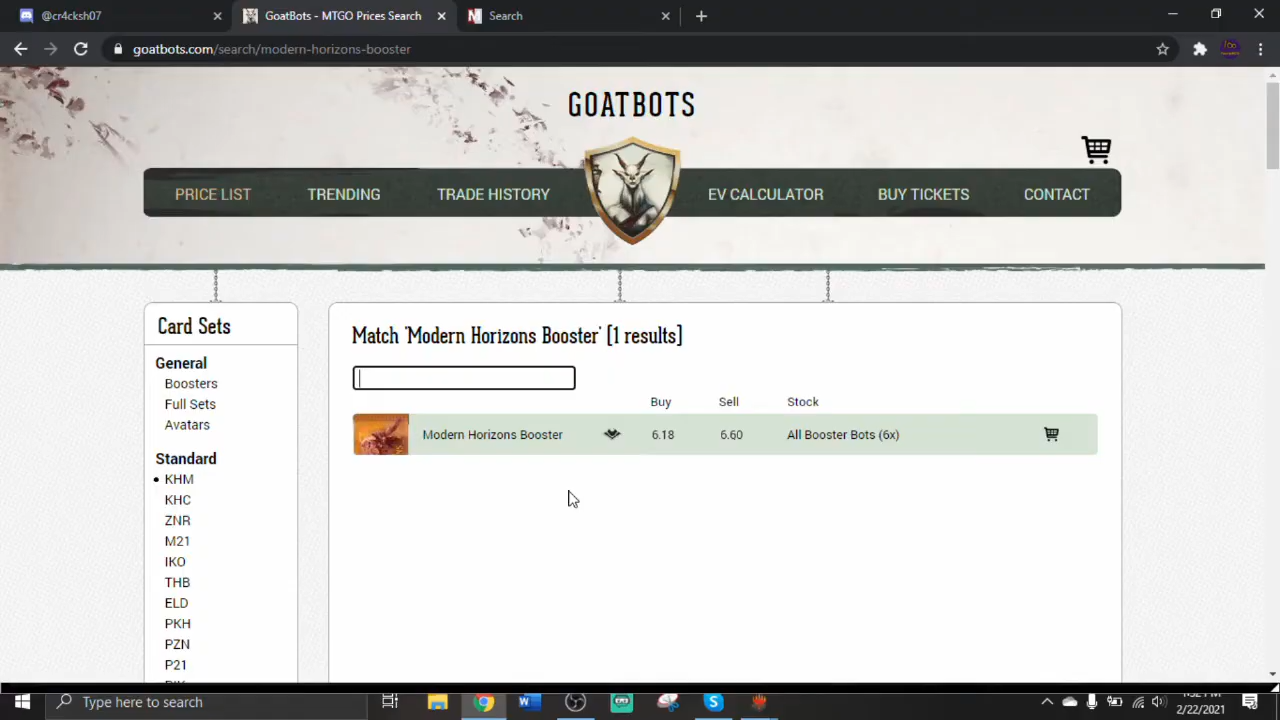 @cr4cksh07
GoatBots - MTGO Prices Search
Search
goatbots.com/search/modern-horizons-booster
GOATBOTS
PRICE LIST TRENDING TRADE HISTORY EV CALCULATOR BUY TICKETS CONTACT
Card Sets
General
Boosters
Full Sets
Avatars
Standard
KHM
KHC
ZNR
M21
IKO
THB
ELD
PKH
PZN
P21
Match 'Modern Horizons Booster' [1 results]
Buy Sell Stock
Modern Horizons Booster 6.18 6.60 All Booster Bots (6x)
Type here to search
2/22/2021